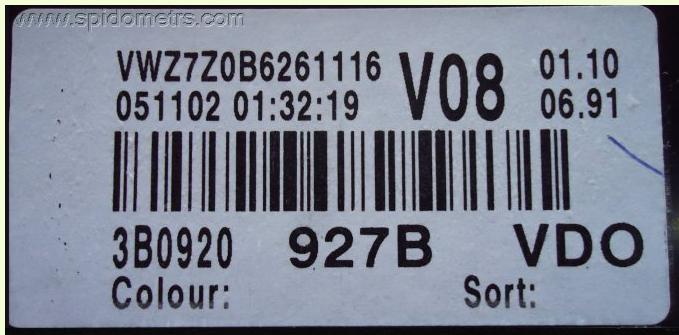 www.spidometrs.com
VWZ7Z0B6261116 V08 01.10
051102 01:32:19 06.91
3B0920 927B VDO
Colour: Sort: